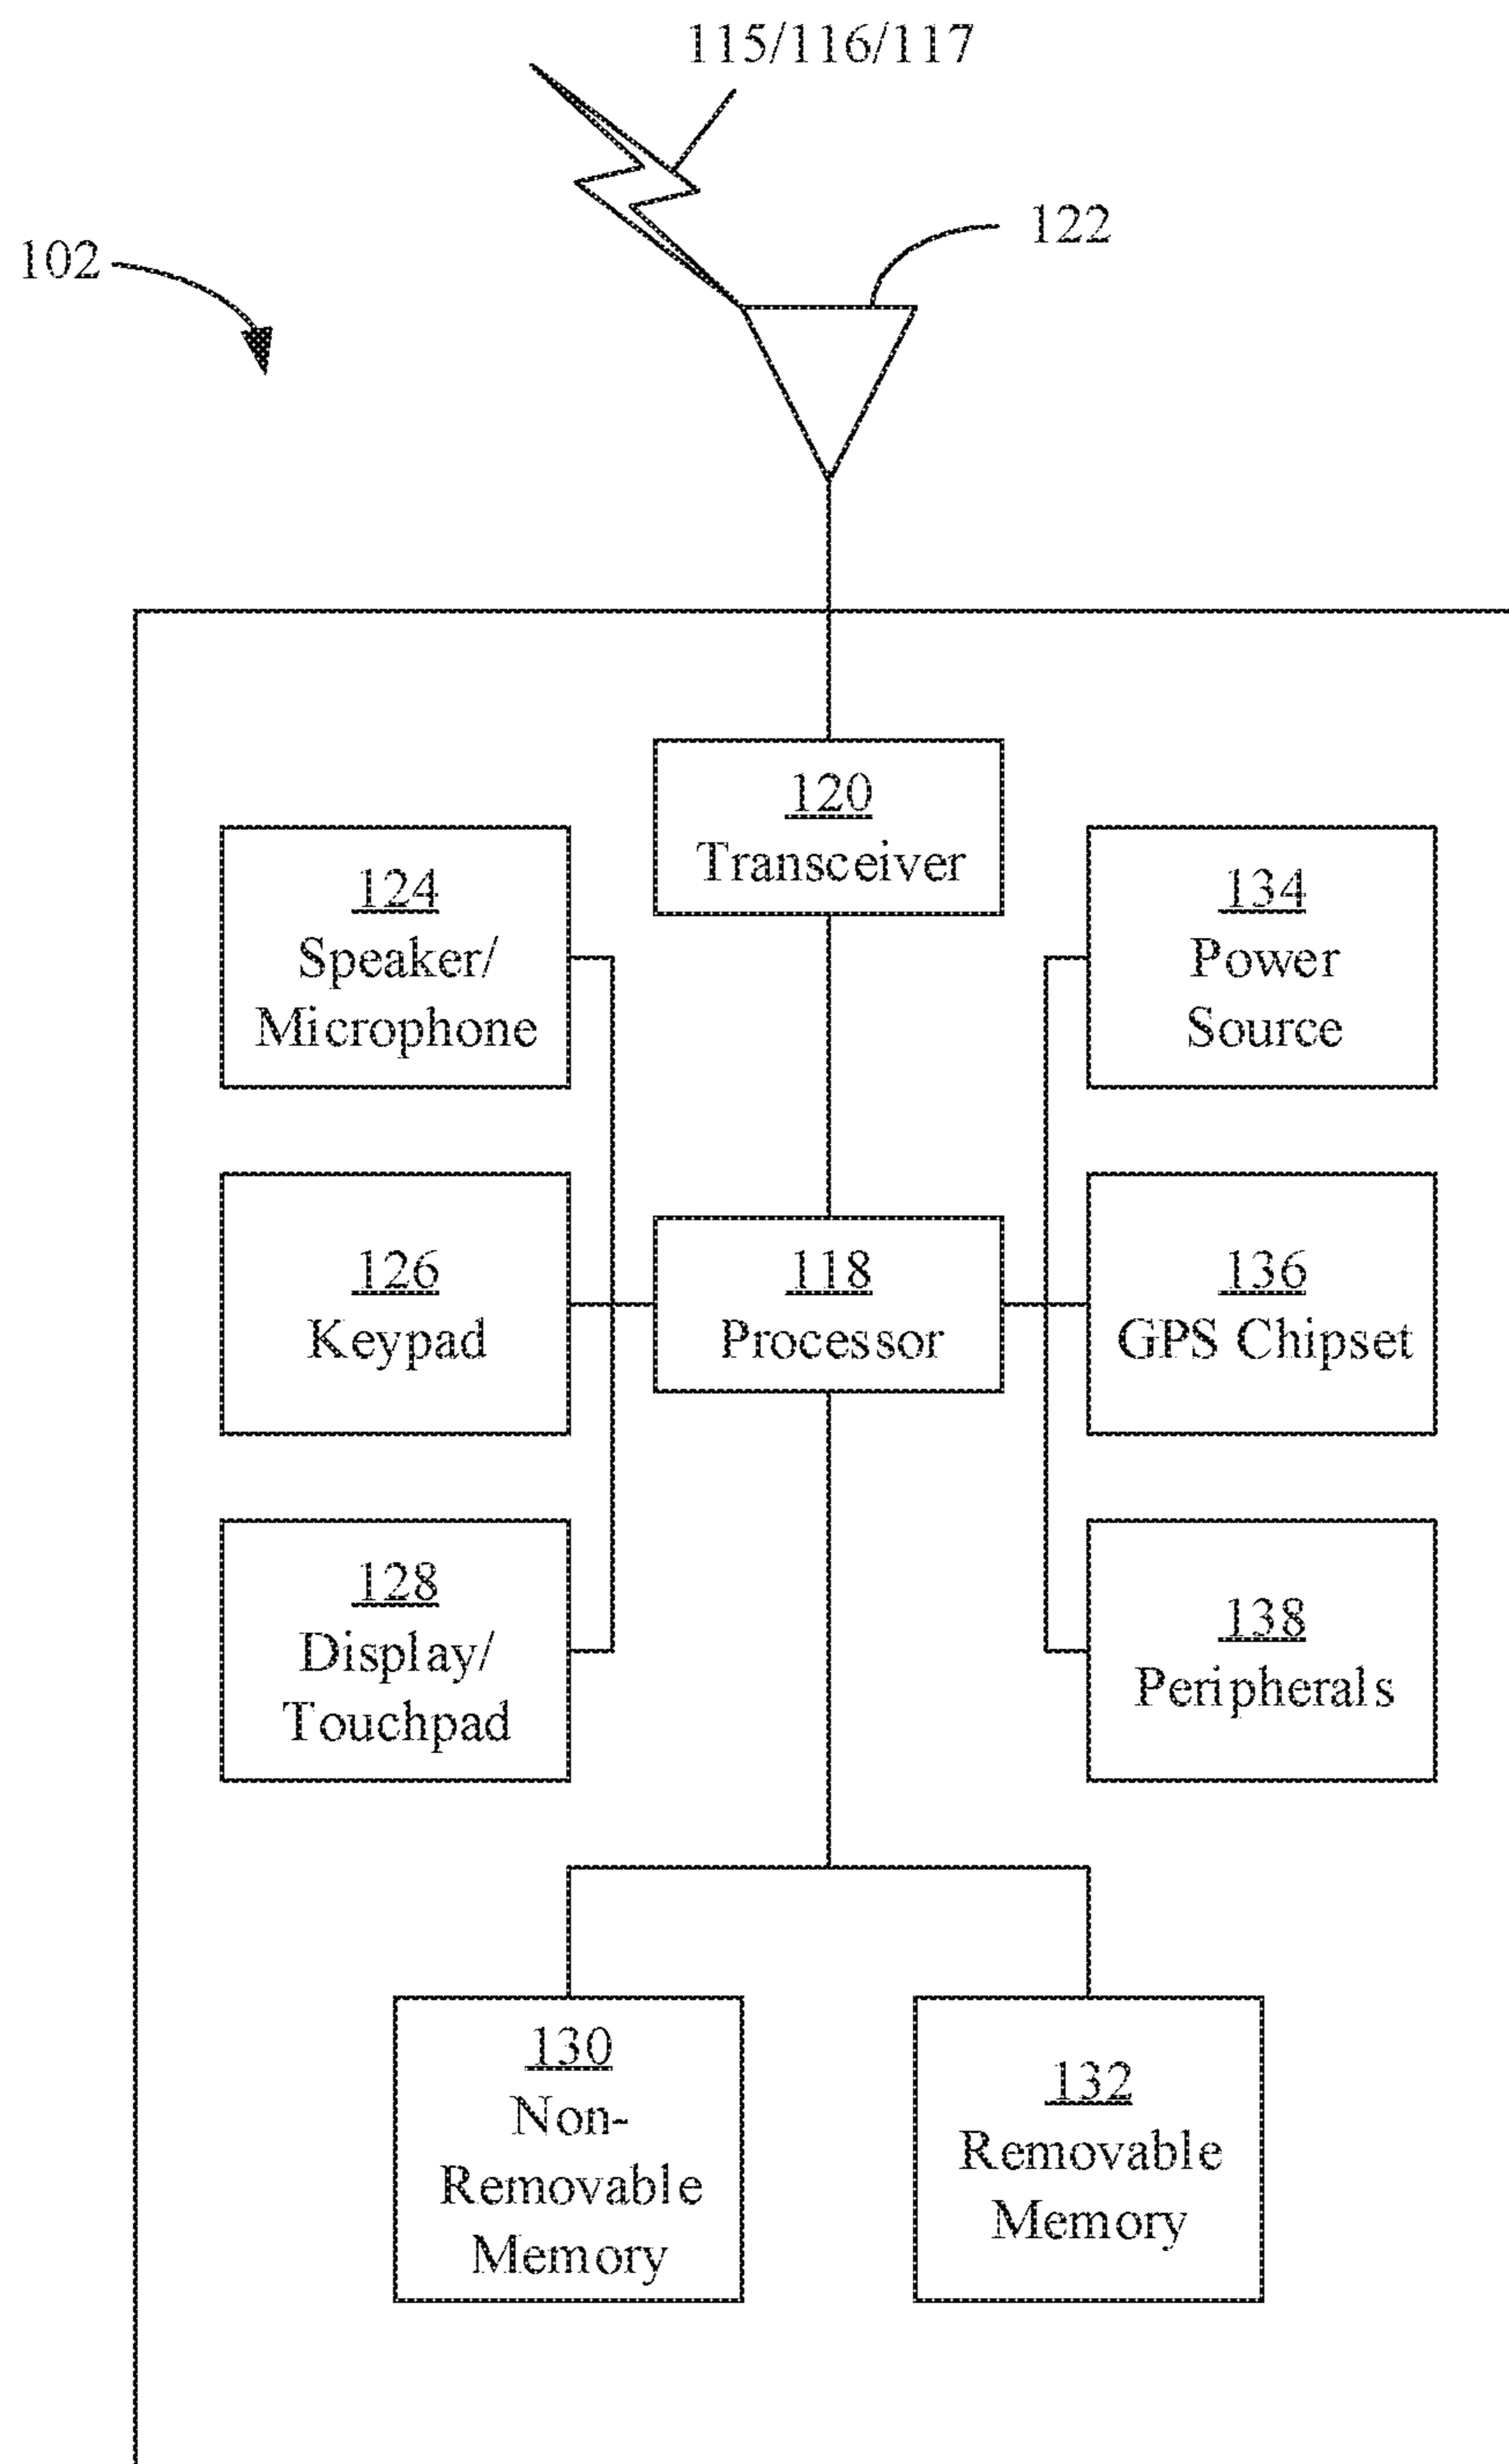 115/116/117
122
102
120
Transceiver
124
Speaker/
Microphone
134
Power
Source
126
Keypad
118
Processor
136
GPS Chipset
128
Display/
Touchpad
138
Peripherals
130
Non-
Removable
Memory
132
Removable
Memory